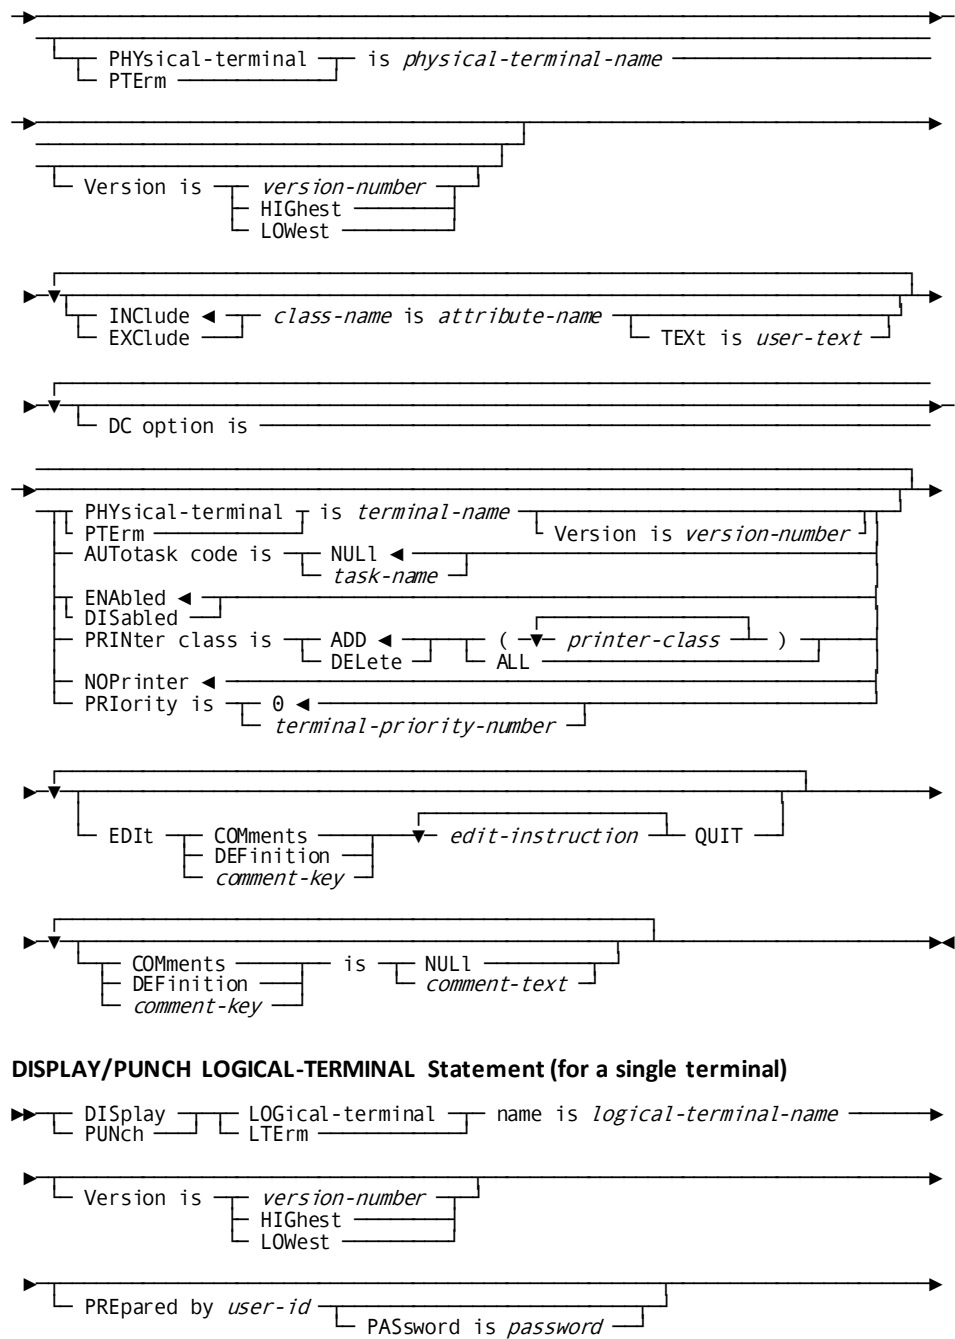 PHYsical-terminal is physical-terminal-name
PTErm
Version is version-number
HIGhest
LOWest
INClude ◄ class-name is attribute-name
EXClude TEXt is user-text
DC option is
PHYsical-terminal is terminal-name
PTErm Version is version-number
AUTotask code is NULl ◄
task-name
ENAbled ◄
DISabled
PRINter class is ADD ◄ ( printer-class )
DELete ALL
NOPrinter ◄
PRIority is 0 ◄
terminal-priority-number
EDIt COMments edit-instruction QUIT
DEFinition
comment-key
COMments is NULl
DEFinition comment-text
comment-key
DISPLAY/PUNCH LOGICAL-TERMINAL Statement (for a single terminal)
DISplay LOGical-terminal name is logical-terminal-name
PUNch LTErm
Version is version-number
HIGhest
LOWest
PREpared by user-id
PASsword is password